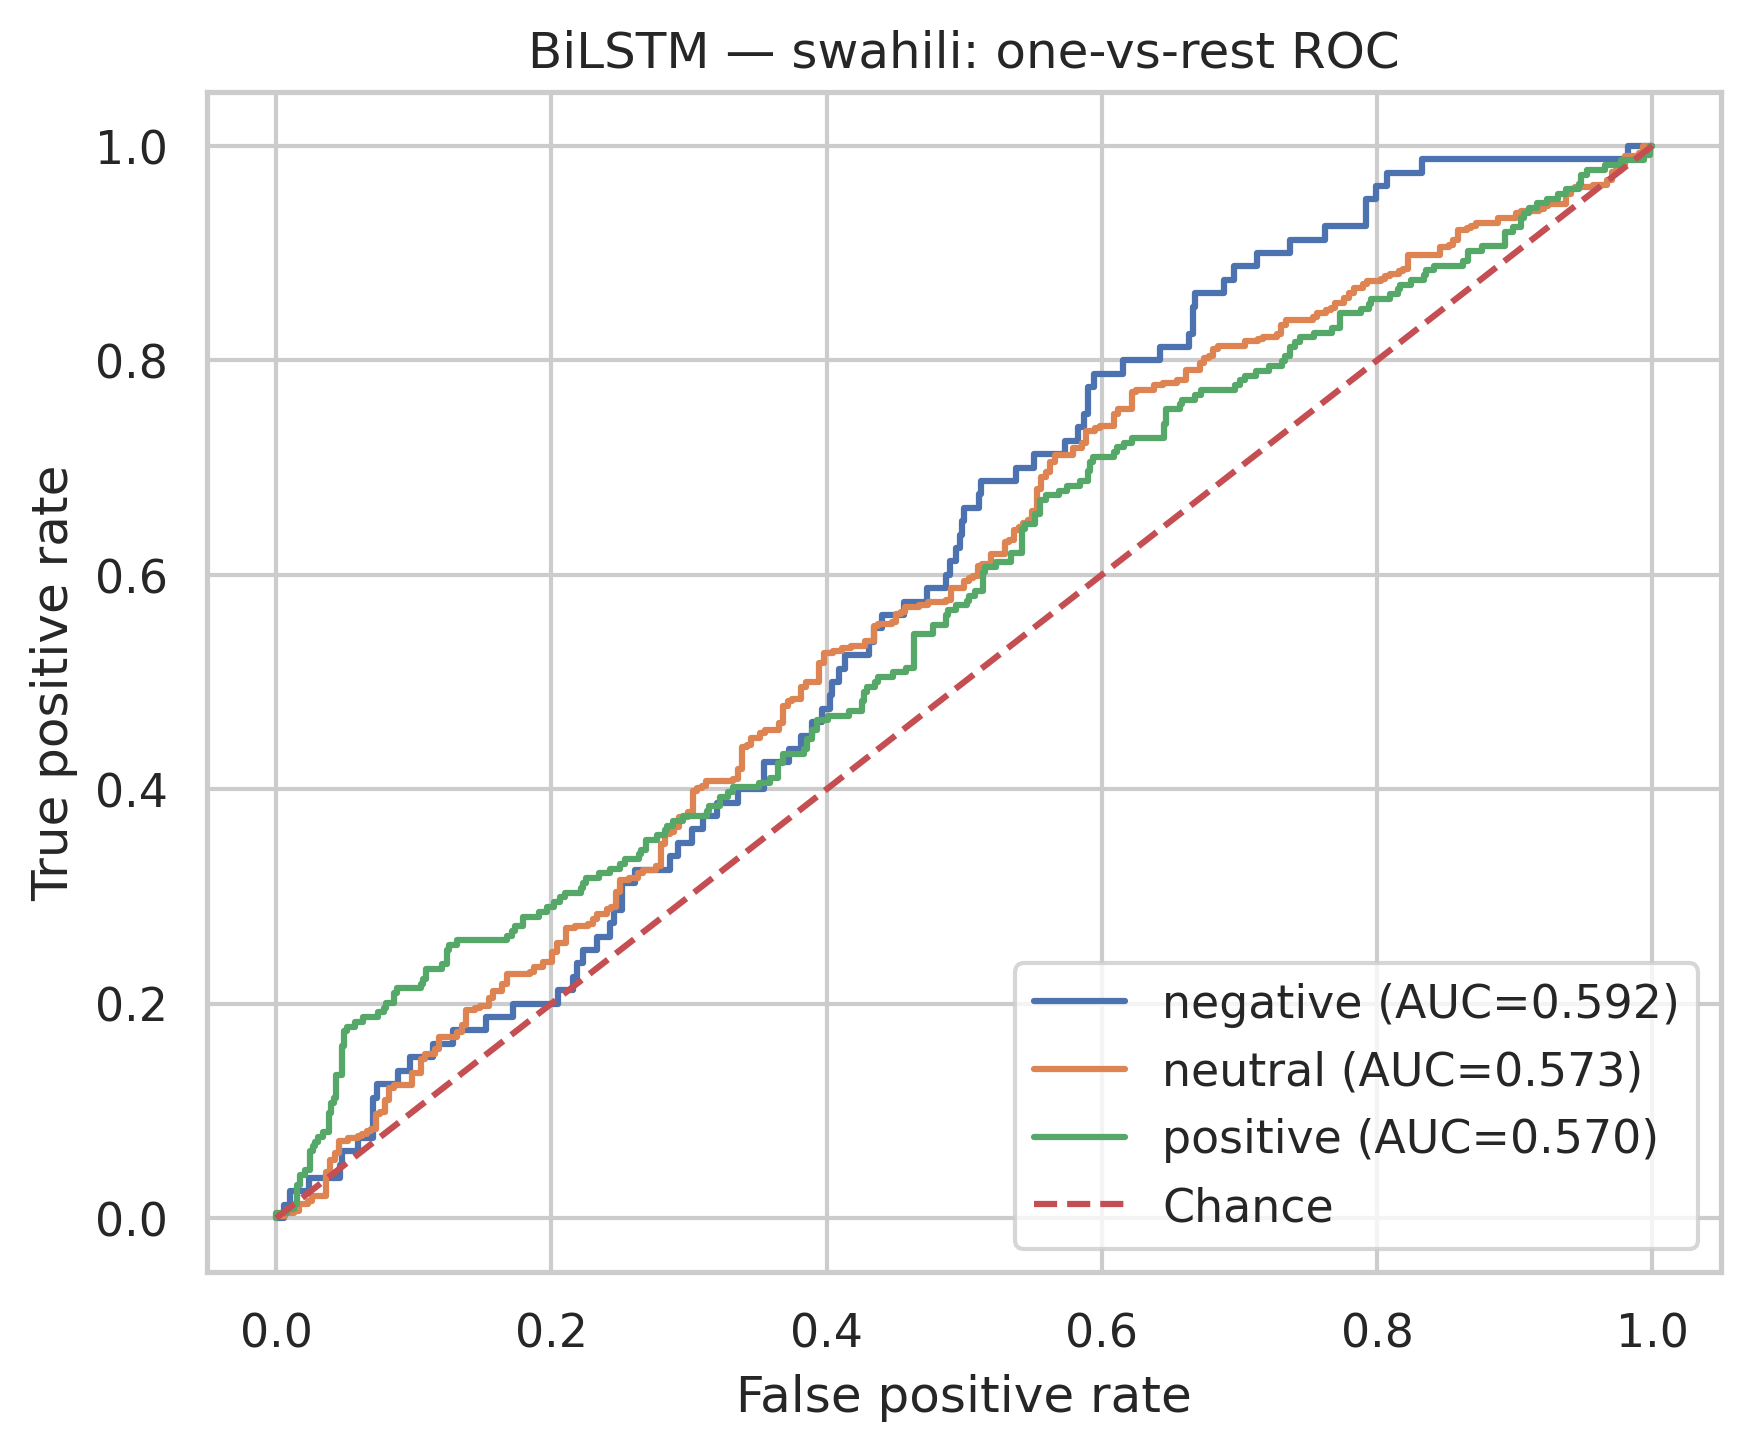 BiLSTM — swahili: one-vs-rest ROC
1.0
0.8
0.6
0.4
0.2
0.0
True positive rate
negative (AUC=0.592)
neutral (AUC=0.573)
positive (AUC=0.570)
Chance
0.0 0.2 0.4 0.6 0.8 1.0
False positive rate